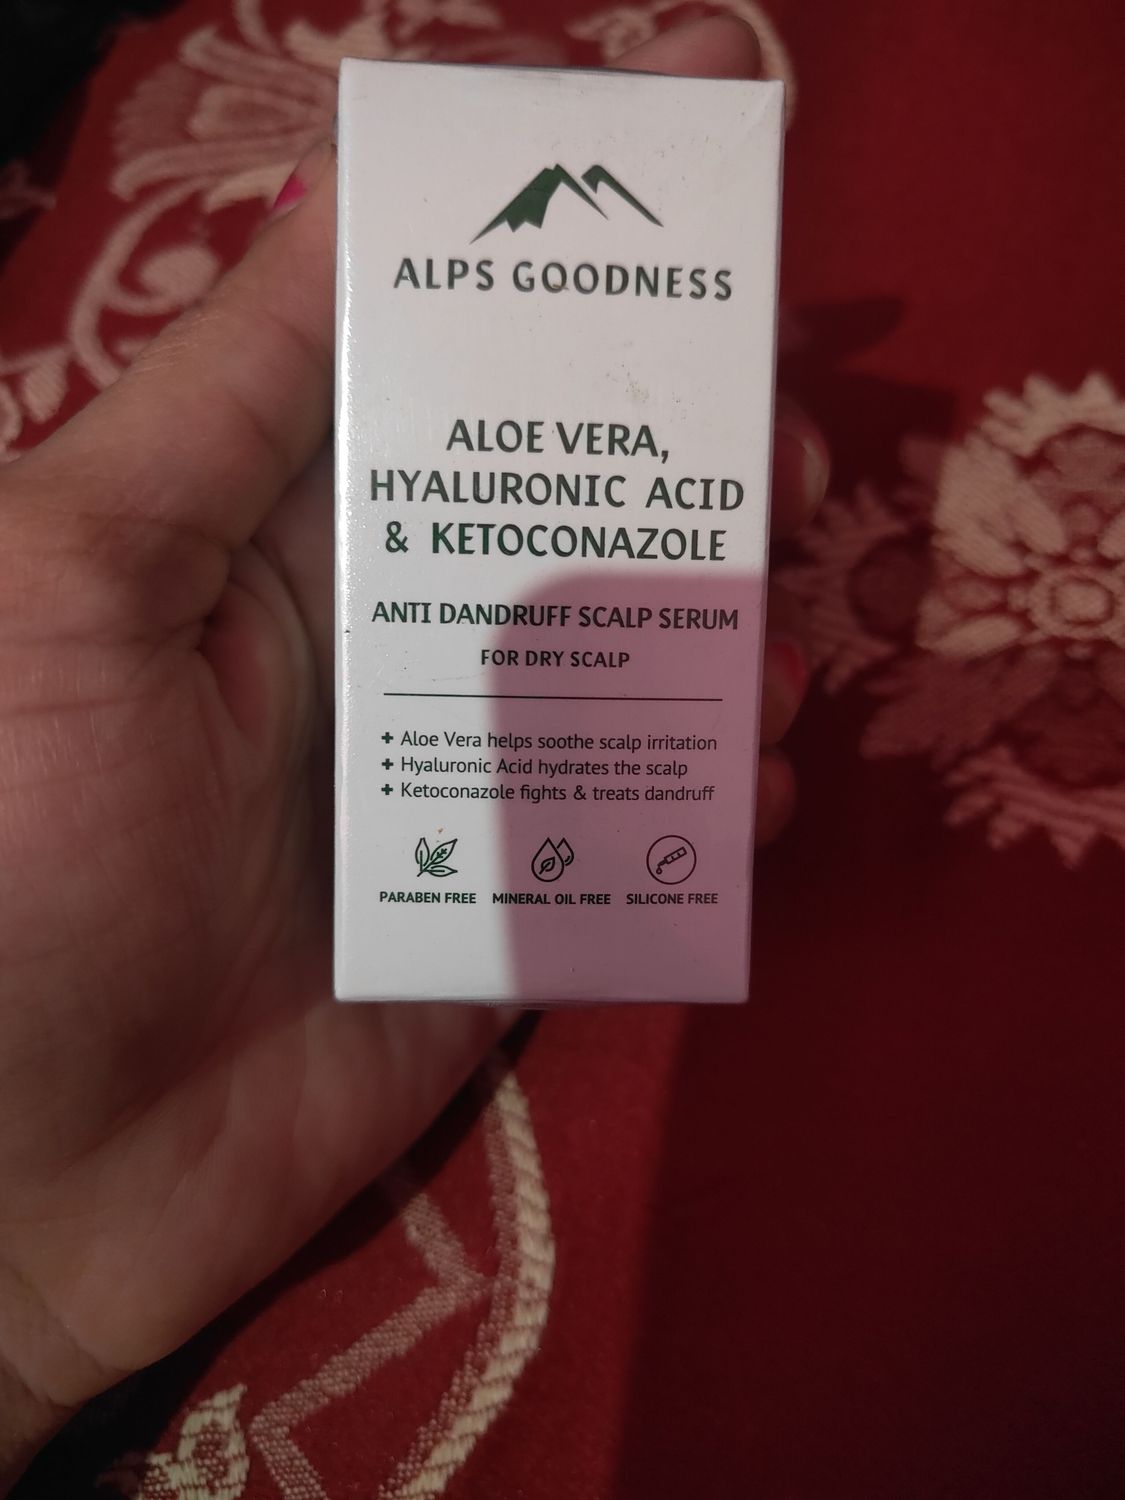 ALPS GOODNESS
ALOE VERA,
HYALURONIC ACID
& KETOCONAZOLE
ANTI DANDRUFF SCALP SERUM
FOR DRY SCALP
+ Aloe Vera helps soothe scalp irritation
+ Hyaluronic Acid hydrates the scalp
+ Ketoconazole fights & treats dandruff
PARABEN FREE MINERAL OIL FREE SILICONE FREE